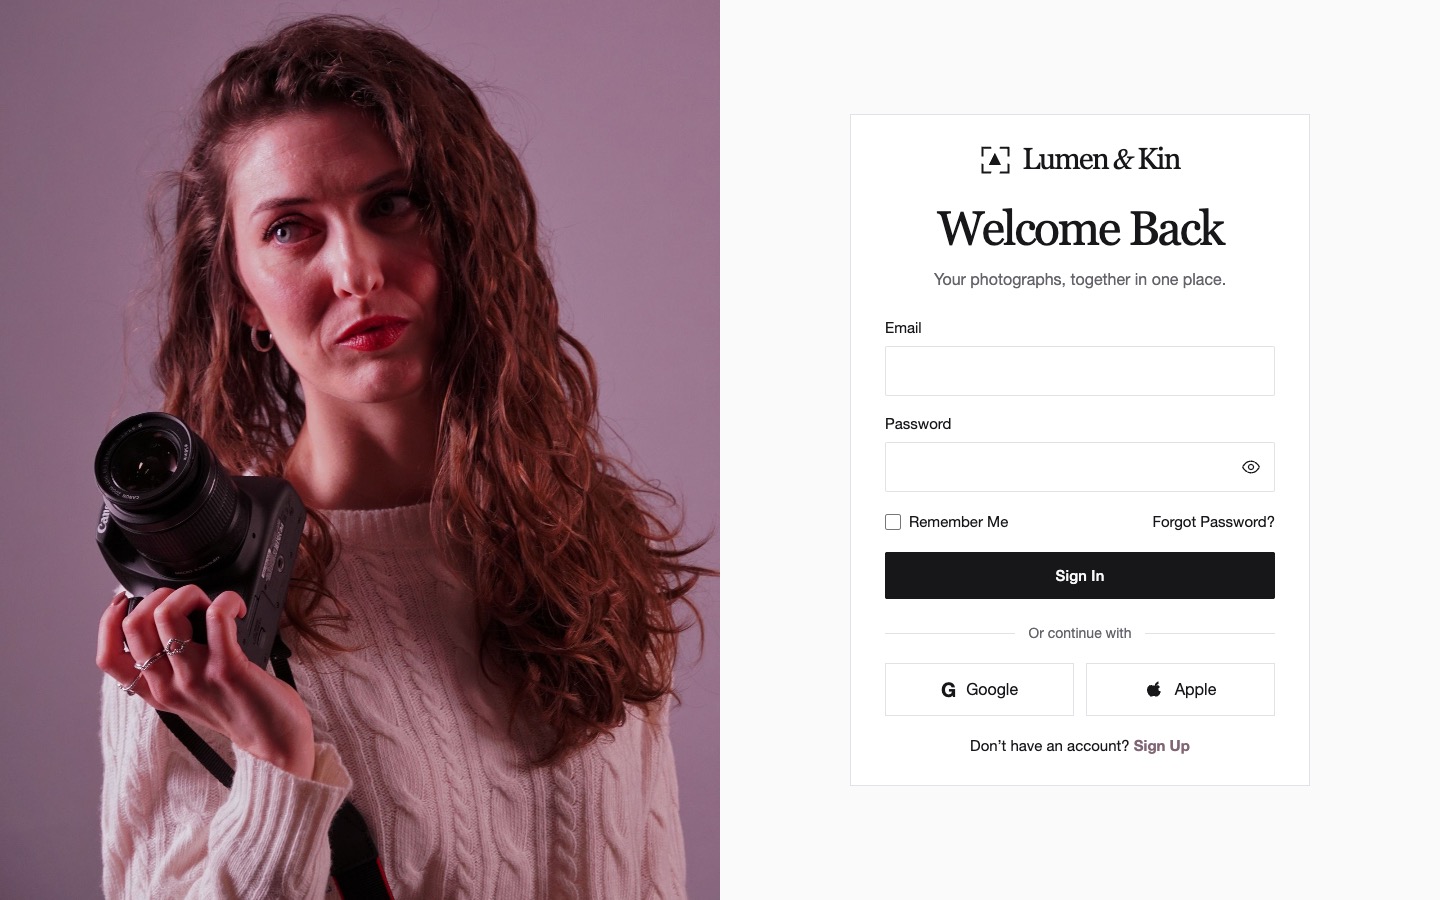 Lumen & Kin
Welcome Back
Your photographs, together in one place.
Email
Password
Remember Me
Forgot Password?
Sign In
Or continue with
G Google
Apple
Don’t have an account? Sign Up